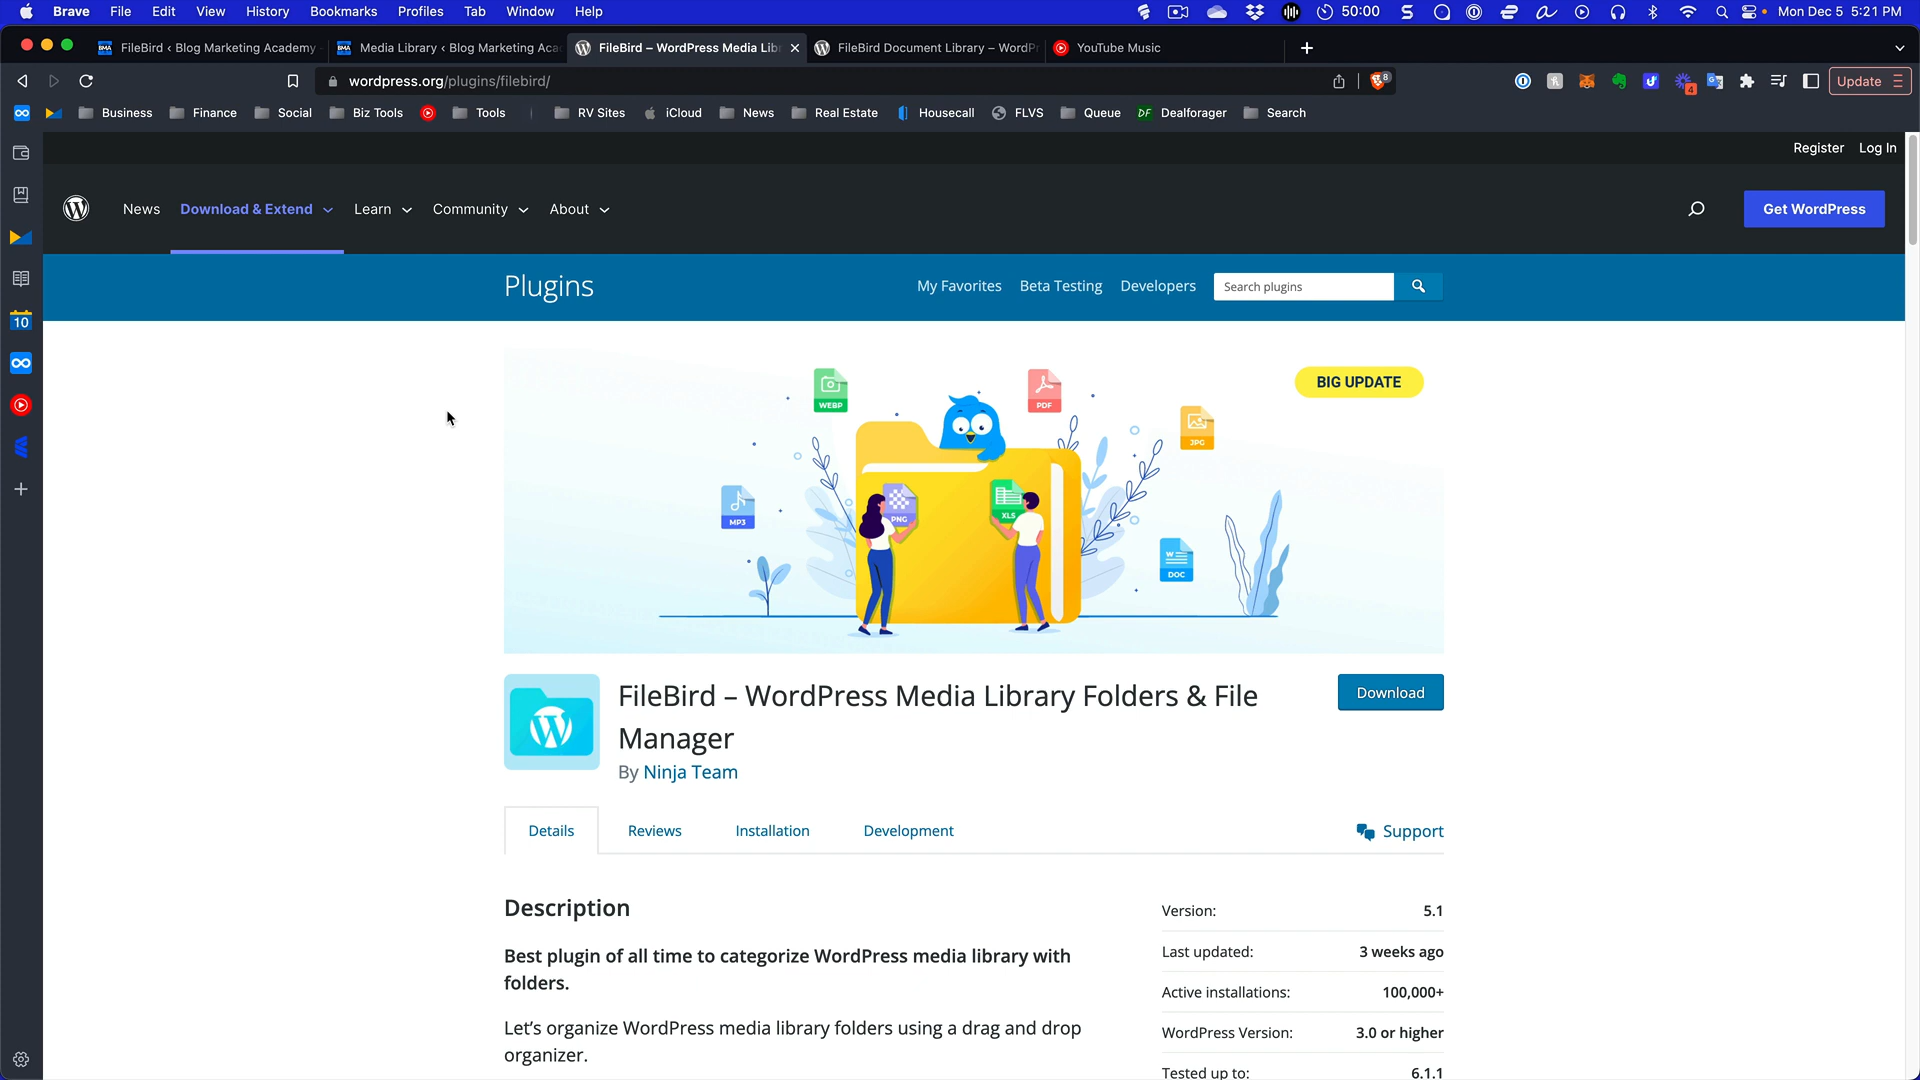 Brave File Edit View History Bookmarks Profiles Tab Window Help 50:00 Mon Dec 5 5:21 PM
FileBird ‹ Blog Marketing Academy
Media Library ‹ Blog Marketing Aca
FileBird – WordPress Media Lib
FileBird Document Library – WordP
YouTube Music
wordpress.org/plugins/filebird/
8
4
Update
Business Finance Social Biz Tools Tools RV Sites iCloud News Real Estate Housecall FLVS Queue DF Dealforager Search
Register Log In
News Download & Extend Learn Community About Get WordPress
Plugins My Favorites Beta Testing Developers Search plugins
10
BIG UPDATE
WEBP
PDF
JPG
MP3
PNG
XLS
W
DOC
FileBird – WordPress Media Library Folders & File
Manager
Download
By Ninja Team
Details Reviews Installation Development Support
Description
Best plugin of all time to categorize WordPress media library with
folders.
Let's organize WordPress media library folders using a drag and drop
organizer.
Version: 5.1
Last updated: 3 weeks ago
Active installations: 100,000+
WordPress Version: 3.0 or higher
Tested up to: 6.1.1